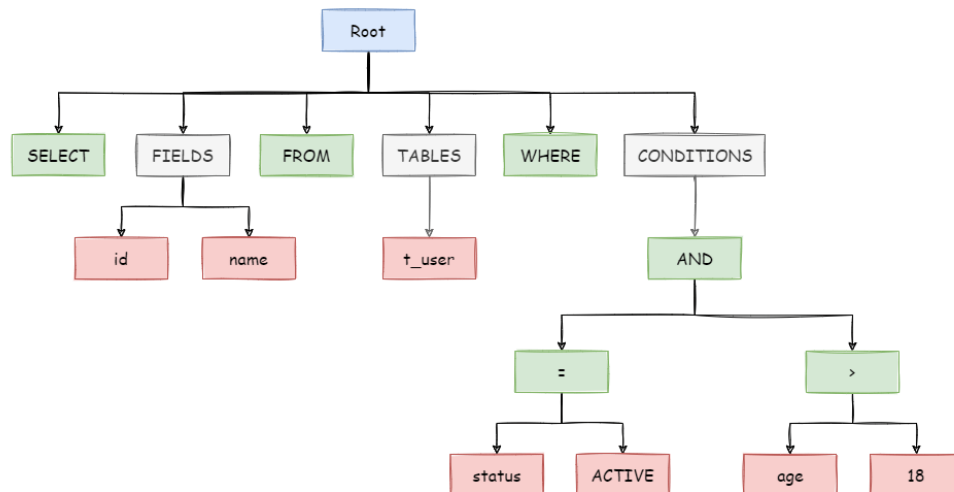 Root
SELECT FIELDS FROM TABLES WHERE CONDITIONS
id name t_user AND
= >
status ACTIVE age 18